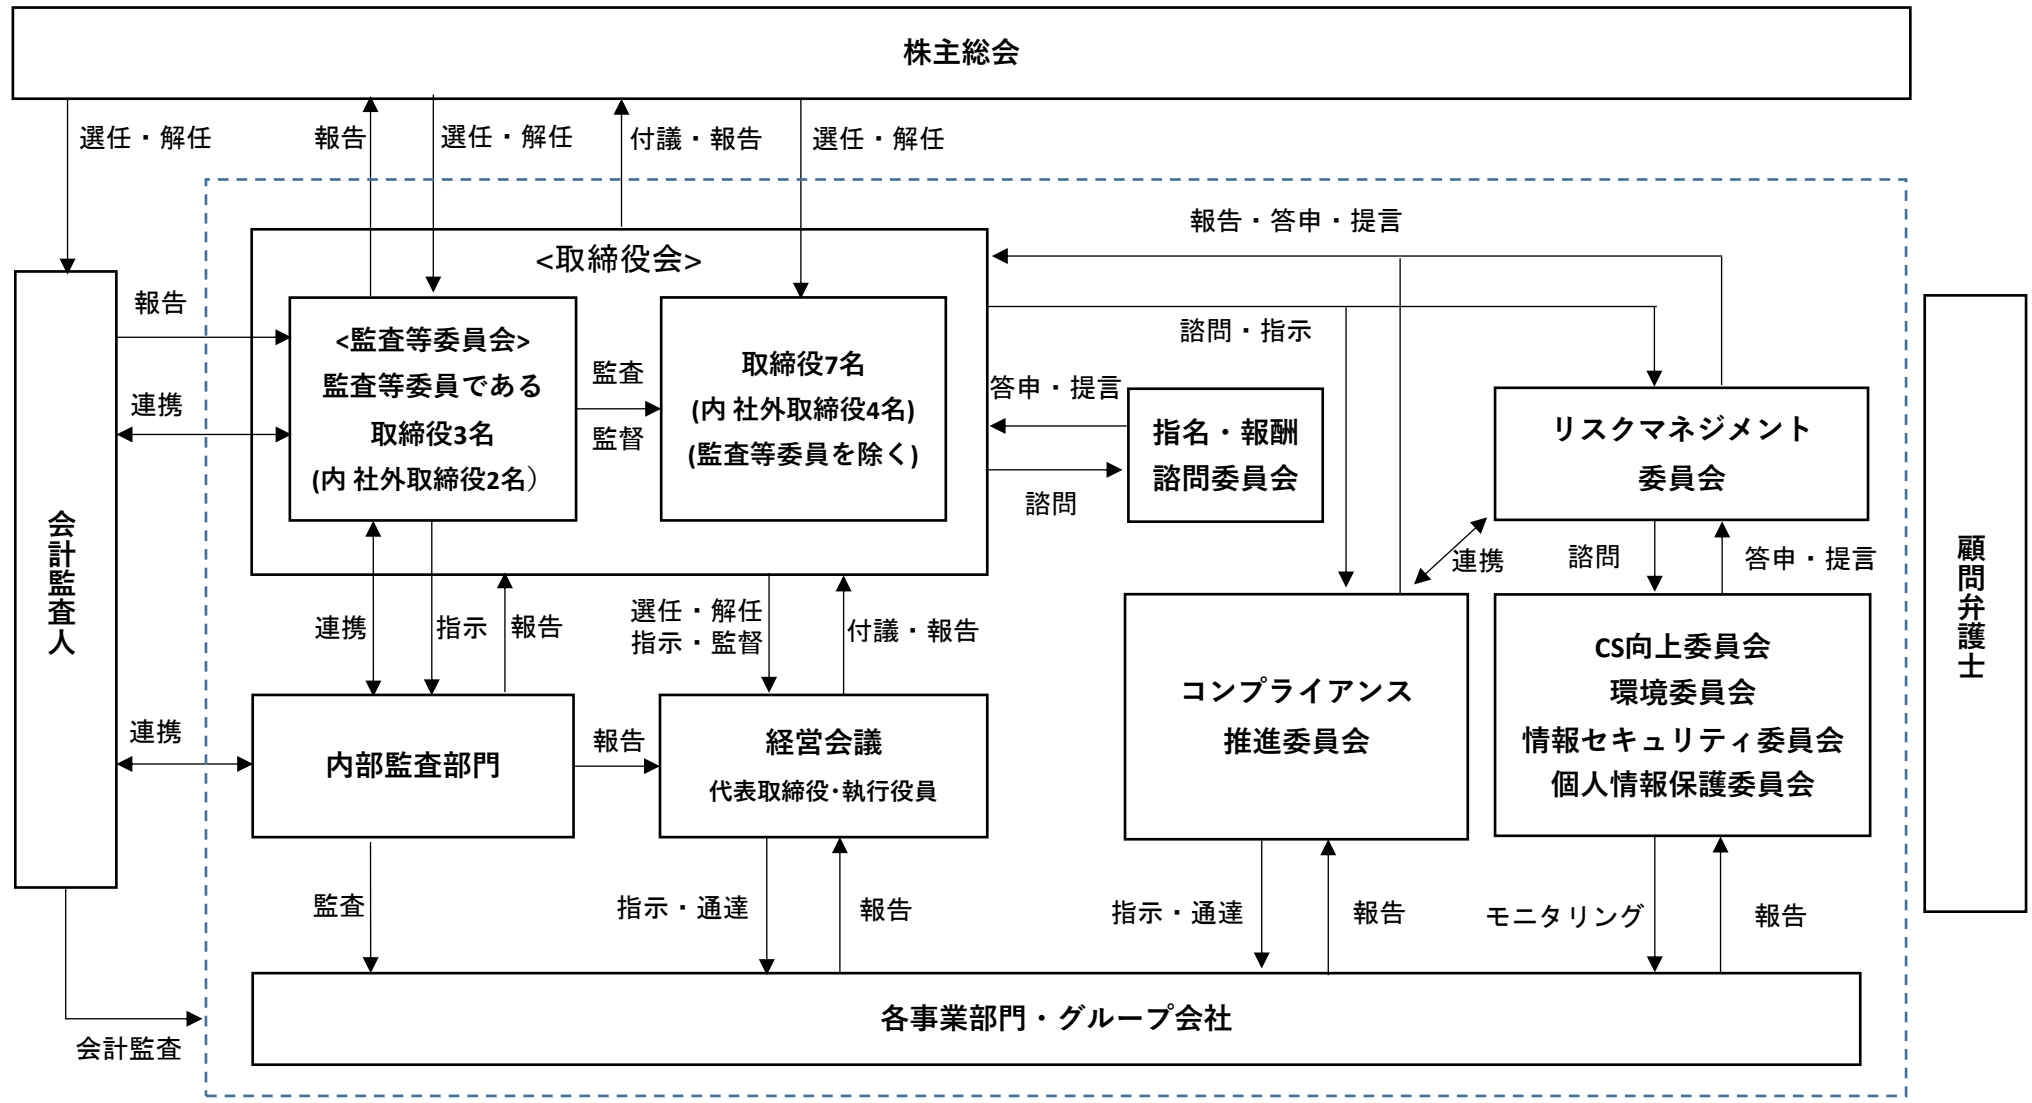 株主総会
選任・解任
報告
選任・解任
付議・報告
選任・解任
報告・答申・提言
<取締役会>
報告
<監査等委員会>
監査等委員である
取締役3名
(内 社外取締役2名）
監査
監督
取締役7名
(内 社外取締役4名)
(監査等委員を除く)
諮問・指示
答申・提言
指名・報酬
諮問委員会
諮問
リスクマネジメント
委員会
連携
会計監査人
顧問弁護士
連携
諮問
答申・提言
連携
指示
報告
選任・解任
指示・監督
付議・報告
コンプライアンス
推進委員会
CS向上委員会
環境委員会
情報セキュリティ委員会
個人情報保護委員会
連携
内部監査部門
報告
経営会議
代表取締役・執行役員
監査
指示・通達
報告
指示・通達
報告
モニタリング
報告
各事業部門・グループ会社
会計監査